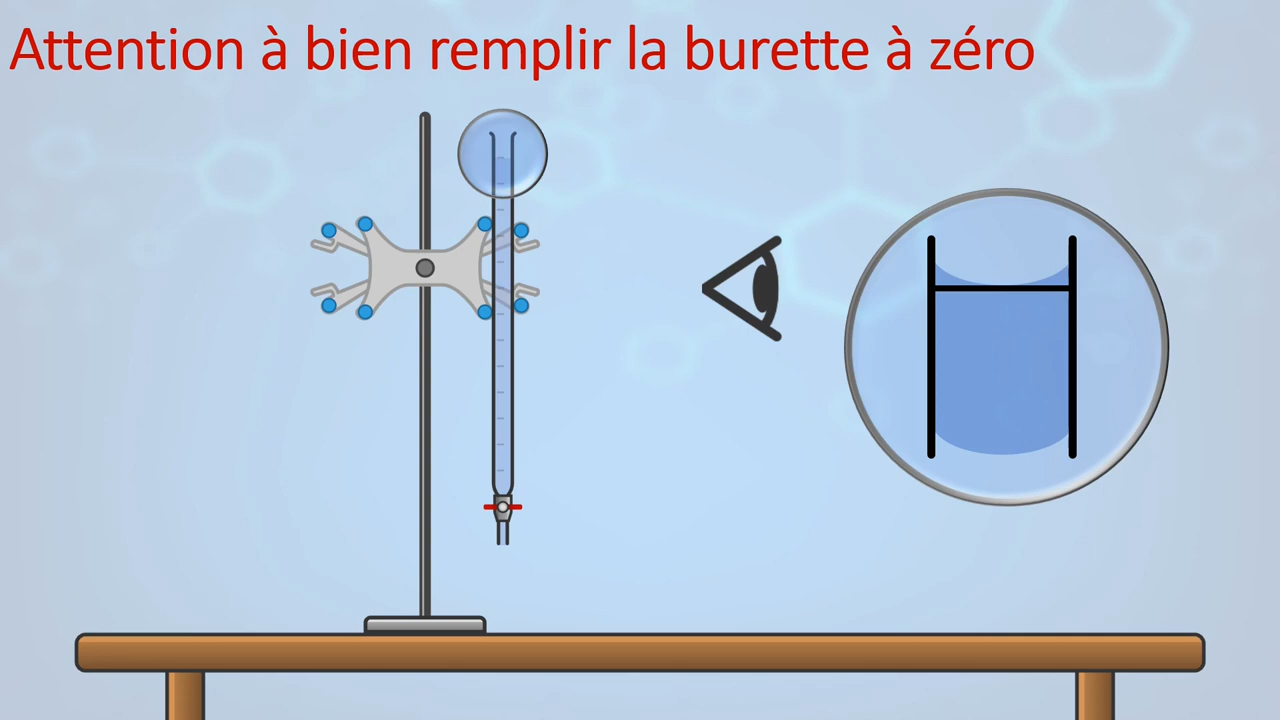 Attention à bien remplir la burette à zéro